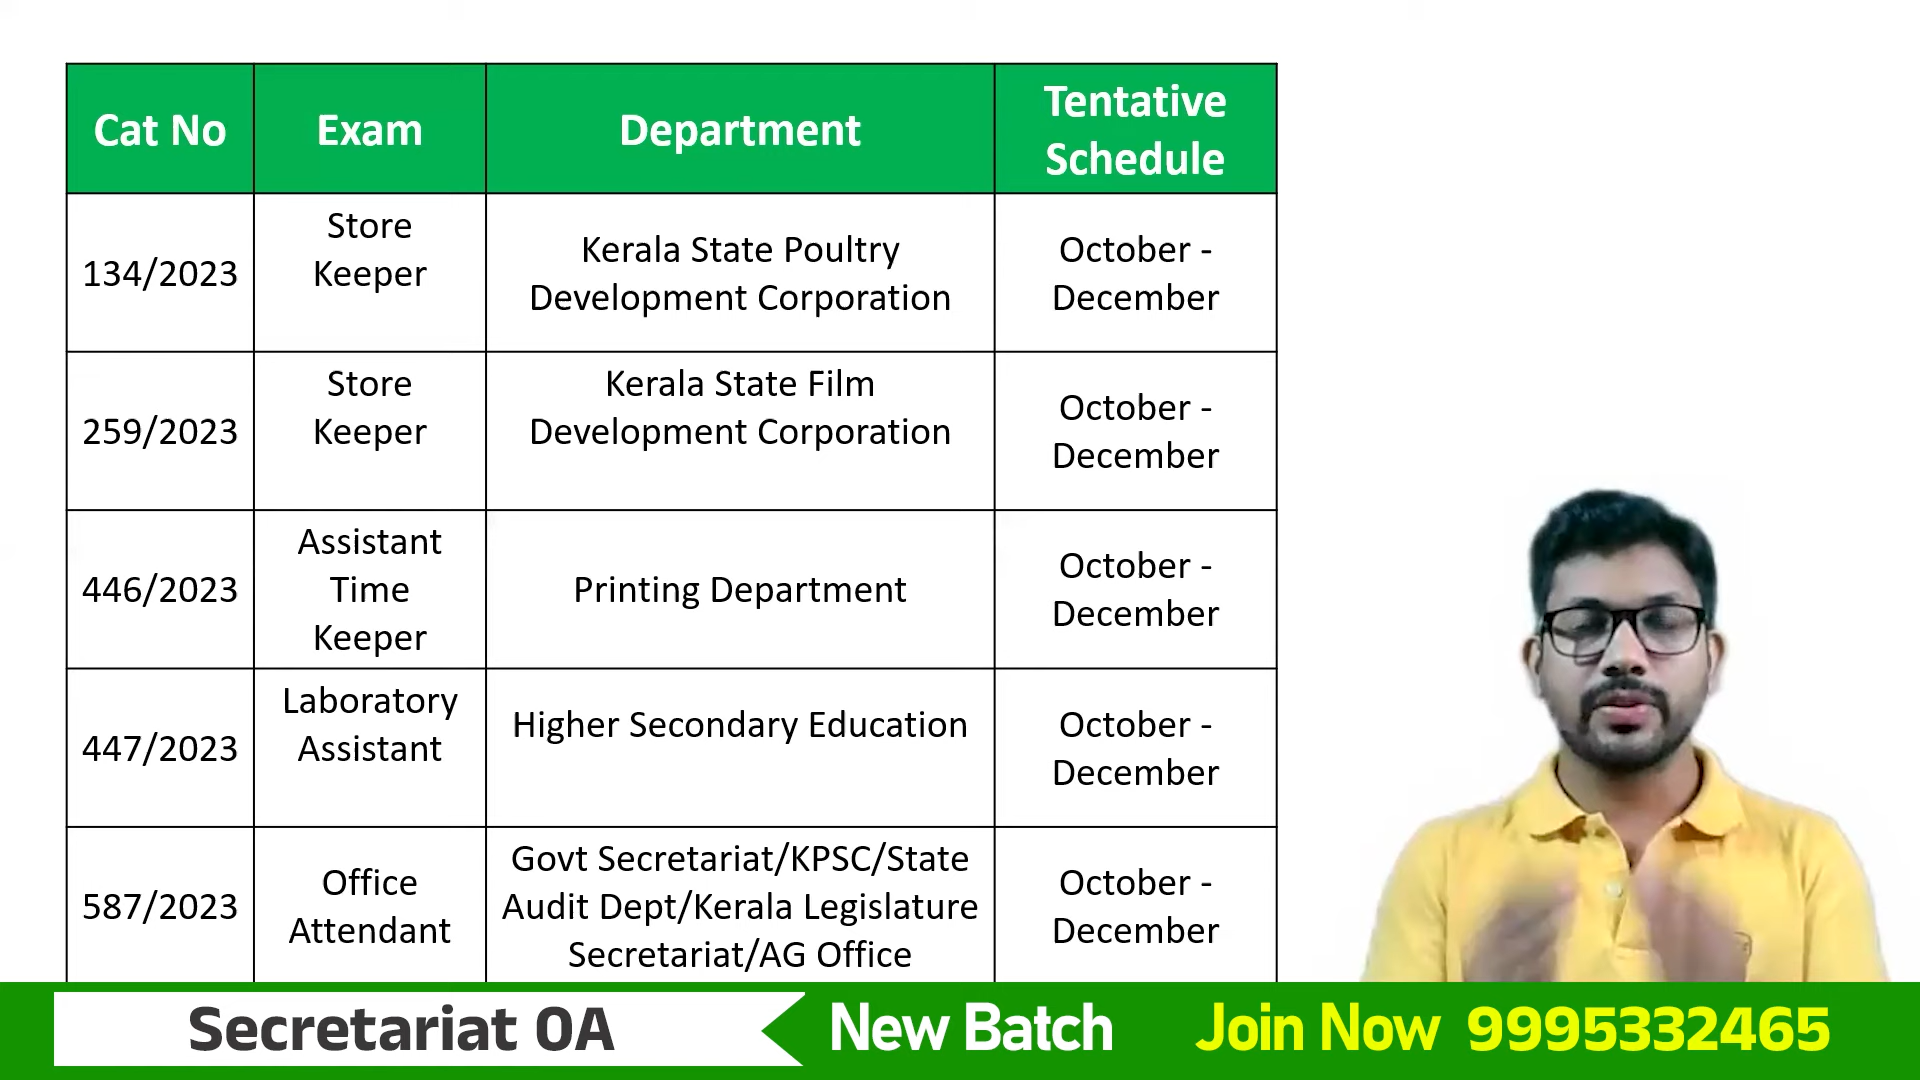 Cat No
Exam
Department
Tentative
Schedule
134/2023
Store
Keeper
Kerala State Poultry
Development Corporation
October -
December
259/2023
Store
Keeper
Kerala State Film
Development Corporation
October -
December
446/2023
Assistant
Time
Keeper
Printing Department
October -
December
447/2023
Laboratory
Assistant
Higher Secondary Education
October -
December
587/2023
Office
Attendant
Govt Secretariat/KPSC/State
Audit Dept/Kerala Legislature
Secretariat/AG Office
October -
December
Secretariat OA
New Batch
Join Now 9995332465